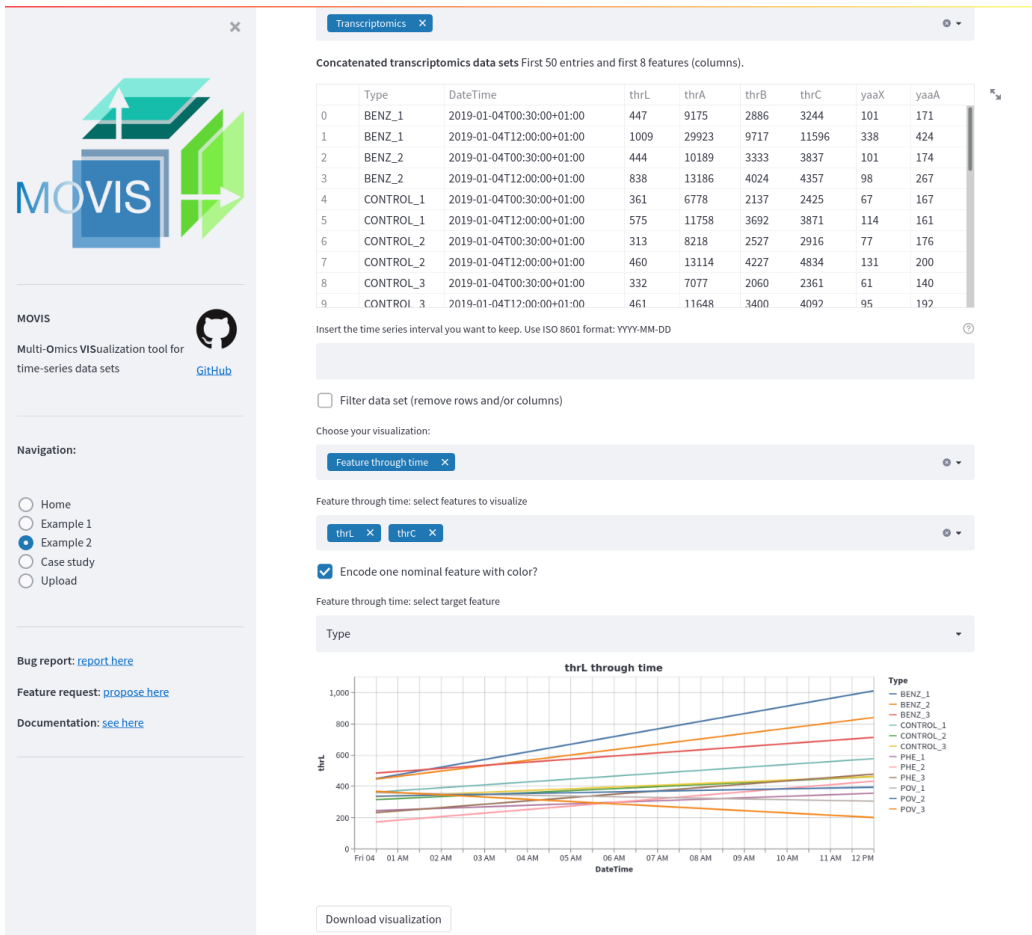 Transcriptomics
Concatenated transcriptomics data sets First 50 entries and first 8 features (columns).
Type DateTime thrL thrA thrB thrC yaaX yaaA
0 BENZ_1 2019-01-04T00:30:00+01:00 447 9175 2886 3244 101 171
1 BENZ_1 2019-01-04T12:00:00+01:00 1009 29923 9717 11596 338 424
2 BENZ_2 2019-01-04T00:30:00+01:00 444 10189 3333 3837 101 174
3 BENZ_2 2019-01-04T12:00:00+01:00 838 13186 4024 4357 98 267
4 CONTROL_1 2019-01-04T00:30:00+01:00 361 6778 2137 2425 67 167
5 CONTROL_1 2019-01-04T12:00:00+01:00 575 11758 3692 3871 114 161
6 CONTROL_2 2019-01-04T00:30:00+01:00 313 8218 2527 2916 77 176
7 CONTROL_2 2019-01-04T12:00:00+01:00 460 13114 4227 4834 131 200
8 CONTROL_3 2019-01-04T00:30:00+01:00 332 7077 2060 2361 61 140
9 CONTROL_3 2019-01-04T12:00:00+01:00 461 11648 3400 4092 95 192
MOVIS
MOVIS
Multi-Omics VISualization tool for
time-series data sets
GitHub
Navigation:
Home
Example 1
Example 2
Case study
Upload
Bug report: report here
Feature request: propose here
Documentation: see here
Insert the time series interval you want to keep. Use ISO 8601 format: YYYY-MM-DD
Filter data set (remove rows and/or columns)
Choose your visualization:
Feature through time
Feature through time: select features to visualize
thrL thrC
Encode one nominal feature with color?
Feature through time: select target feature
Type
thrL through time
1,000
800
600
400
200
0
thrL
Fri 04 01 AM 02 AM 03 AM 04 AM 05 AM 06 AM 07 AM 08 AM 09 AM 10 AM 11 AM 12 PM
DateTime
Type
BENZ_1
BENZ_2
BENZ_3
CONTROL_1
CONTROL_2
CONTROL_3
PHE_1
PHE_2
PHE_3
POV_1
POV_2
POV_3
Download visualization